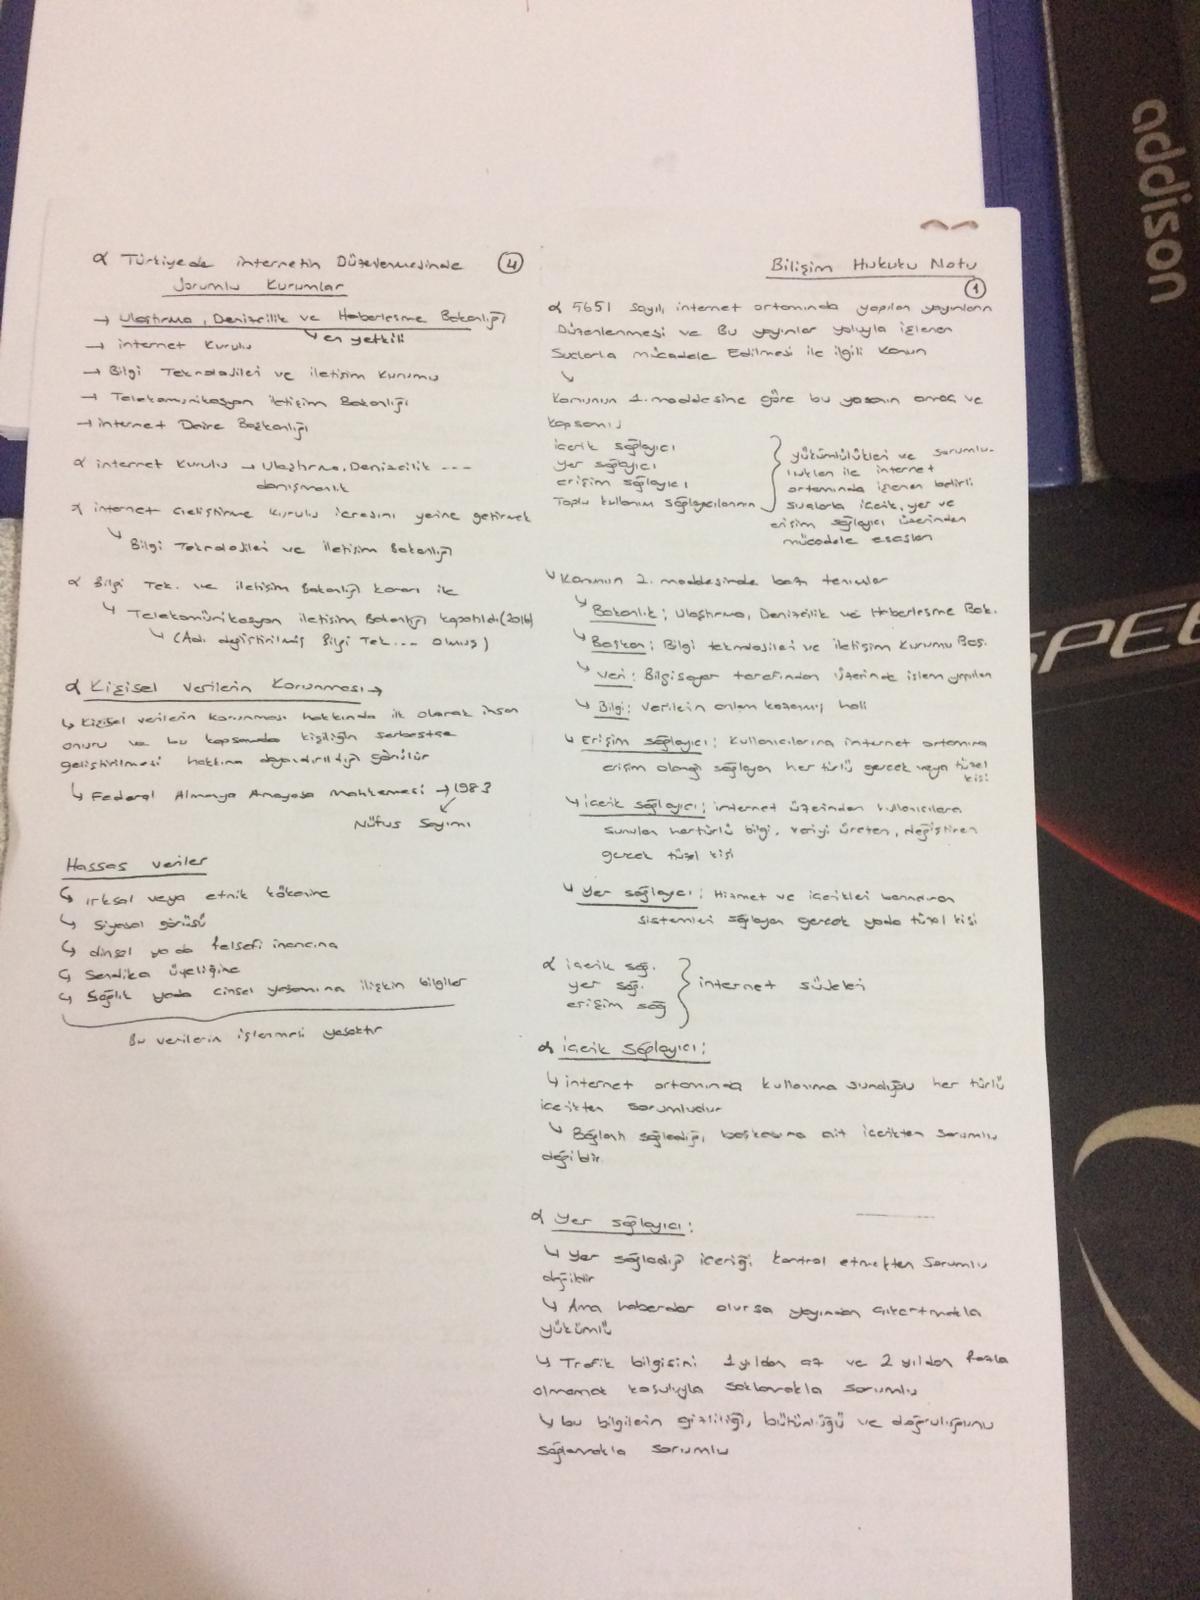 α Türkiyede internetin Düzenlenmesinde ④
Sorumlu Kurumlar
→ Ulaştırma, Denizcilik ve Haberleşme Bakanlığı
↳ en yetkili
→ internet Kurulu
→ Bilgi Teknolojileri ve iletişim Kurumu
→ Telekomunikasyon iletişim Bakanlığı
→ internet Daire Başkanlığı
α internet Kurulu → Ulaştırma, Denizcilik ---
danışmanlık
α internet Geliştirme Kurulu icrasını yerine getirmek
↳ Bilgi Teknolojileri ve iletişim Bakanlığı
α Bilgi Tek. ve iletişim Bakanlığı kararı ile
↳ Telekomünikasyon iletişim Bakanlığı kapatıldı (2016)
↳ (Adı değiştirilmiş Bilgi Tek... olmuş)
α Kişisel verilerin Korunması →
↳ Kişisel verilerin korunması hakkında ilk olarak insan
onuru ve bu kapsamda kişiliğin serbestçe
geliştirilmesi hakkına dayandırıldığı görülür
↳ Federal Almanya Anayasa Mahkemesi → 1983
Nüfus Sayımı
Hassas veriler
↳ ırksal veya etnik kökenine
↳ Siyasal görüşü
↳ dinsel ya da felsefi inancına
↳ Sendika üyeliğine
↳ Sağlık yada cinsel yaşamına ilişkin bilgiler
Bu verilerin işlenmesi yasaktır
Bilişim Hukuku Notu
①
α 5651 Sayılı, internet ortamında yapılan yayınların
Düzenlenmesi ve Bu yayınlar yoluyla işlenen
Suçlarla mücadele Edilmesi ile ilgili Kanun
↳
Kanunun 1. maddesine göre bu yasanın amaç ve
kapsamı;
içerik sağlayıcı
yer sağlayıcı
erişim sağlayıcı
Toplu kullanım sağlayıcılarının
yükümlülükleri ve sorumlu-
lukları ile internet
ortamında işlenen belirli
suçlarla içerik, yer ve
erişim sağlayıcı üzerinden
mücadele esasları
↳ Kanunun 2. maddesinde bazı terimler
↳ Bakanlık; Ulaştırma, Denizcilik ve Haberleşme Bak.
↳ Başkan; Bilgi teknolojileri ve iletişim Kurumu Baş.
↳ veri: Bilgisayar tarafından üzerinde işlem yapılan
↳ Bilgi: verilerin anlam kazanmış hali
↳ Erişim sağlayıcı; Kullanıcılarına internet ortamına
erişim olanağı sağlayan her türlü gerçek veya tüzel
kişi
↳ içerik sağlayıcı; internet üzerinden kullanıcılara
sunulan hertürlü bilgi, veriyi üreten, değiştiren
gerçek tüzel kişi
↳ Yer sağlayıcı; Hizmet ve içerikleri barındıran
sistemleri sağlayan gerçek yada tüzel kişi
α içerik sağ.
yer sağ.
erişim sağ
internet süjeleri
α içerik Sağlayıcı;
↳ internet ortamında kullanıma sunduğu her türlü
içerikten sorumludur
↳ Bağlantı sağladığı, başkasına ait içerikten sorumlu
değildir
α Yer sağlayıcı:
↳ Yer sağladığı içeriği kontrol etmekten sorumlu
değildir
↳ Ama haberdar olursa yayından çıkartmakla
yükümlü
↳ Trafik bilgisini 1 yıldan az ve 2 yıldan fazla
olmamak koşuluyla saklamakla sorumlu
↳ bu bilgilerin gizliliği, bütünlüğü ve doğruluğunu
sağlamakla sorumlu
addison
SPEE